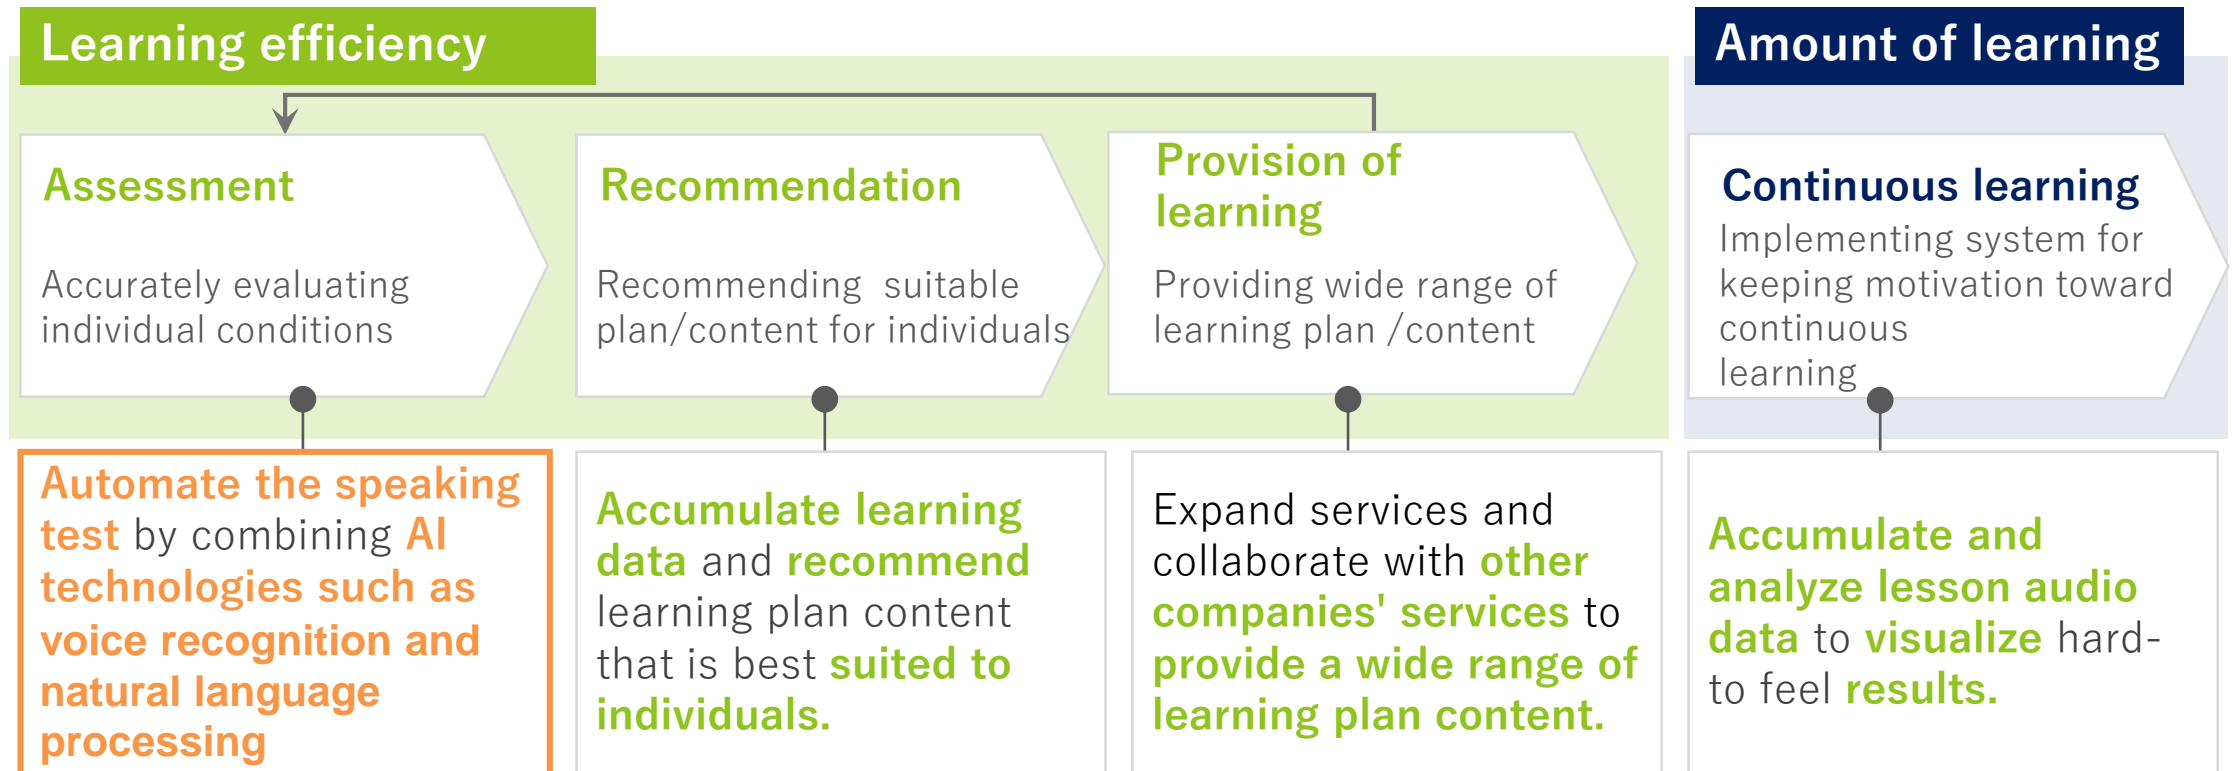 Learning efficiency
Amount of learning
Assessment
Accurately evaluating
individual conditions
Recommendation
Recommending suitable
plan/content for individuals
Provision of
learning
Providing wide range of
learning plan /content
Continuous learning
Implementing system for
keeping motivation toward
continuous
learning
Automate the speaking
test by combining AI
technologies such as
voice recognition and
natural language
processing
Accumulate learning
data and recommend
learning plan content
that is best suited to
individuals.
Expand services and
collaborate with other
companies' services to
provide a wide range of
learning plan content.
Accumulate and
analyze lesson audio
data to visualize hard-
to feel results.